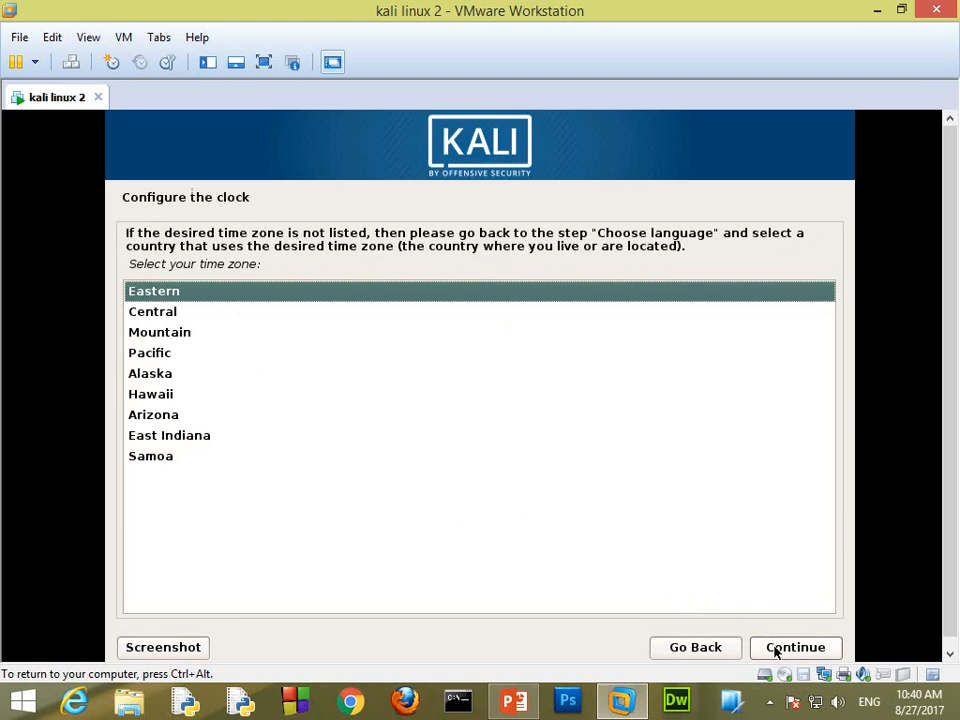 kali linux 2 - VMware Workstation
File Edit View VM Tabs Help
kali linux 2
KALI
BY OFFENSIVE SECURITY
Configure the clock
If the desired time zone is not listed, then please go back to the step "Choose language" and select a
country that uses the desired time zone (the country where you live or are located).
Select your time zone:
Eastern
Central
Mountain
Pacific
Alaska
Hawaii
Arizona
East Indiana
Samoa
Screenshot Go Back Continue
To return to your computer, press Ctrl+Alt.
Ps Dw ENG 10:40 AM
8/27/2017